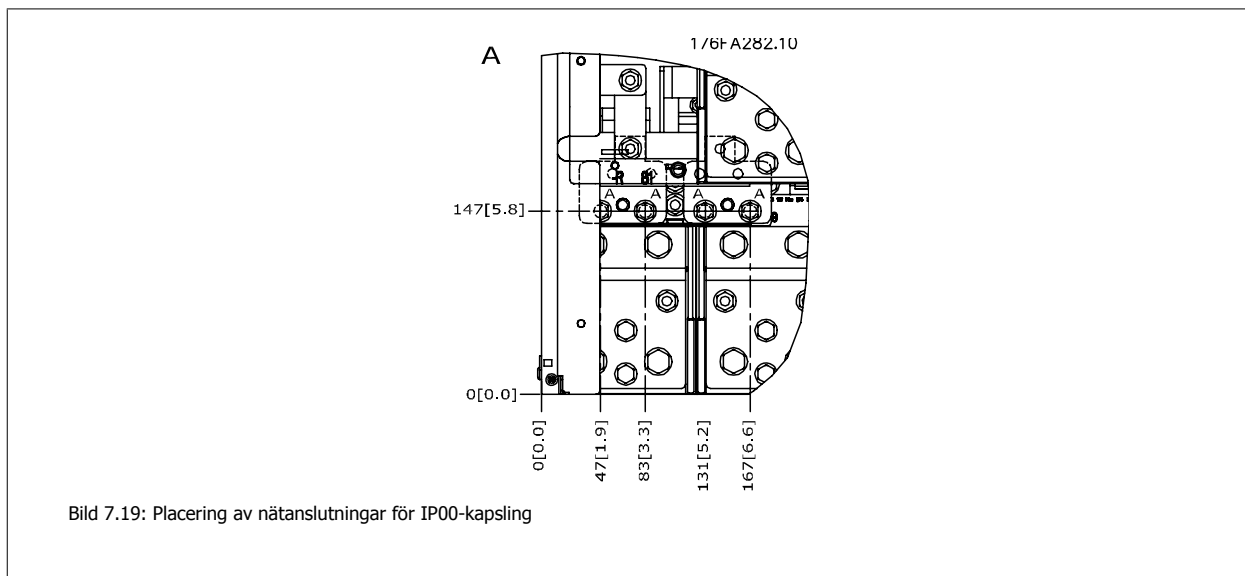 A
176FA282.10
R 81
A A A A
147[5.8]
0[0.0]
0[0.0]
47[1.9]
83[3.3]
131[5.2]
167[6.6]
Bild 7.19: Placering av nätanslutningar för IP00-kapsling